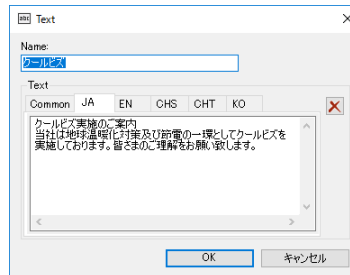 Text
Name:
クールビズ
Text
Common JA EN CHS CHT KO
クールビズ実施のご案内
当社は地球温暖化対策及び節電の一環としてクールビズを
実施しております。皆さまのご理解をお願い致します。
OK キャンセル